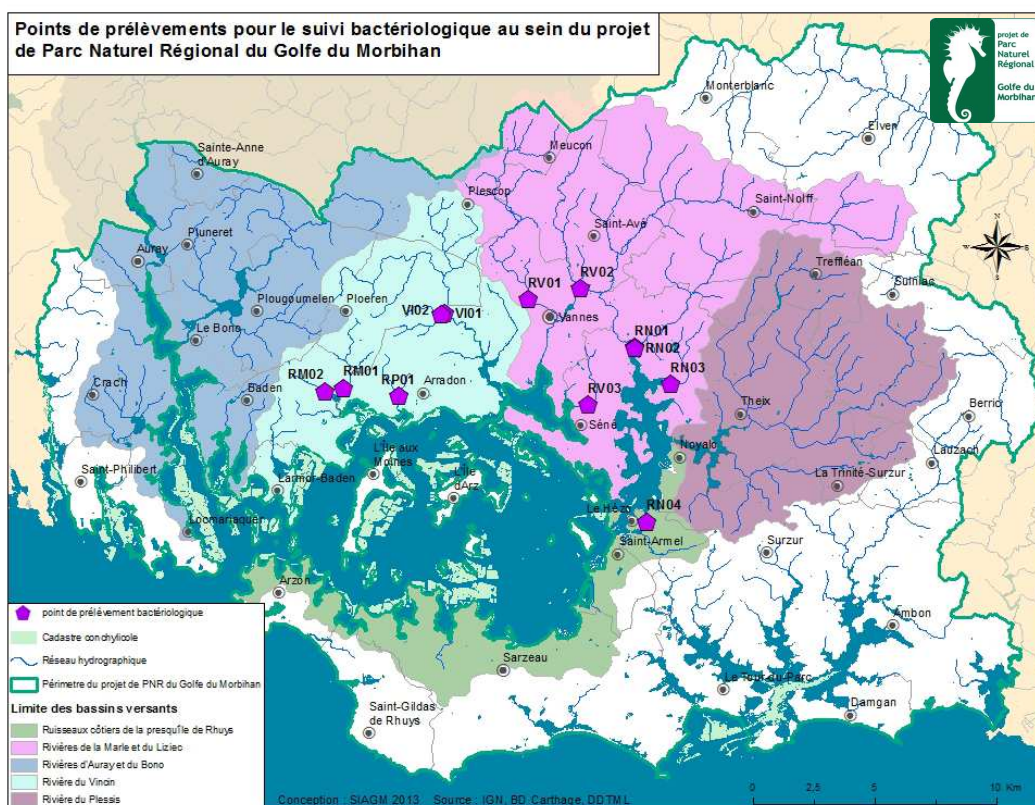 Points de prélèvements pour le suivi bactériologique au sein du projet
de Parc Naturel Régional du Golfe du Morbihan
projet de
Parc
Naturel
Régional
Golfe du
Morbihan
Monterblanc
Elven
Sainte-Anne
d'Auray
Meucon
Plescop
Saint-Nolff
Saint-Avé
Pluneret
Auray
Treffléan
Sulniac
RV02
RV01
Plougoumelen
Ploeren
VI02
VI01
Vannes
Le Bono
RN01
RN02
RN03
RM02
RM01
RP01
Arradon
Crach
Baden
RV03
Séné
Theix
Berric
Noyalo
Lauzach
L'Île aux
Moines
L'Île
d'Arz
Saint-Philibert
Larmor-Baden
La Trinité-Surzur
Le Hézo
RN04
Locmariaquer
Saint-Armel
Surzur
Arzon
Ambon
Sarzeau
Le Tour-du-Parc
Damgan
Saint-Gildas
de Rhuys
point de prélèvement bactériologique
Cadastre conchylicole
Réseau hydrographique
Périmetre du projet de PNR du Golfe du Morbihan
Limite des bassins versants
Ruisseaux côtiers de la presqu'île de Rhuys
Rivières de la Marle et du Liziec
Rivières d'Auray et du Bono
Rivière du Vincin
Rivière du Plessis
Conception : SIAGM 2013 Source : IGN, BD Carthage, DDTML
0 2,5 5 10 Km
N
S